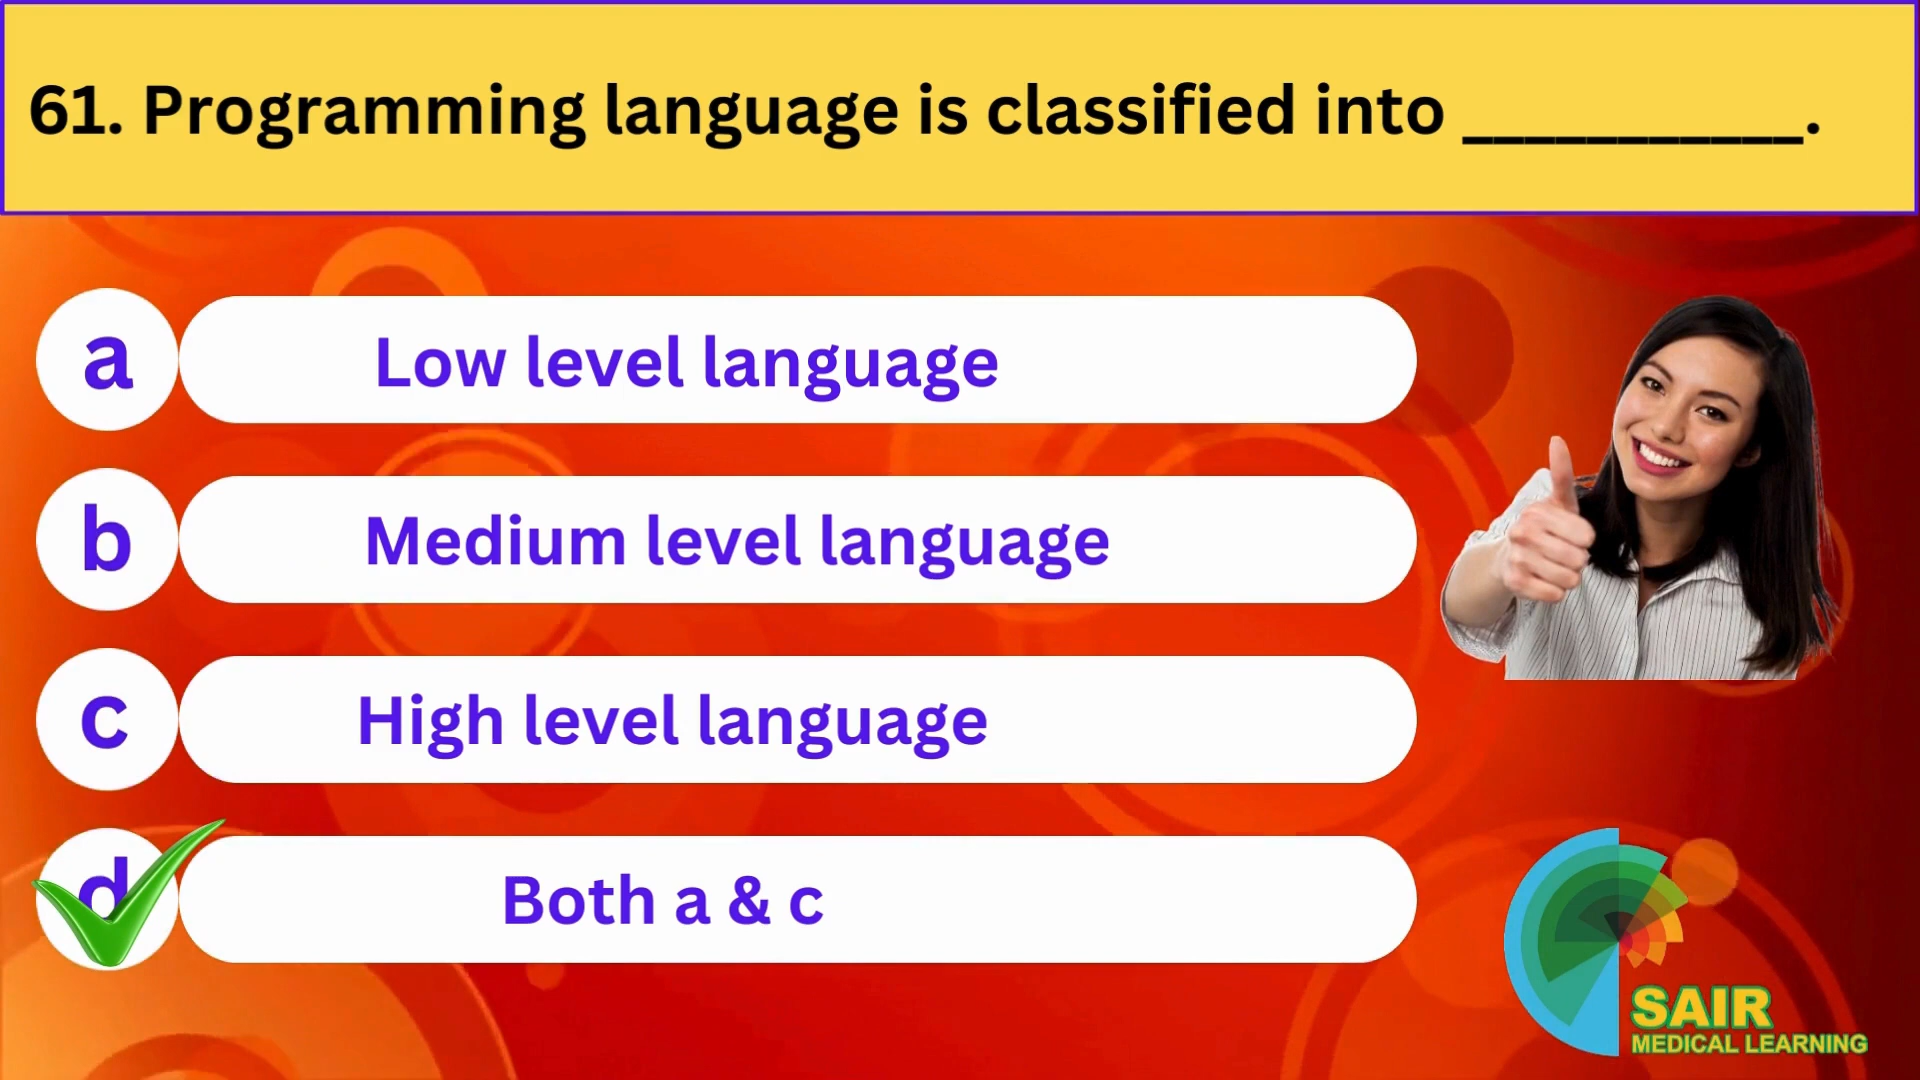 61. Programming language is classified into ___________.
a
Low level language
b
Medium level language
c
High level language
d
Both a & c
SAIR
MEDICAL LEARNING